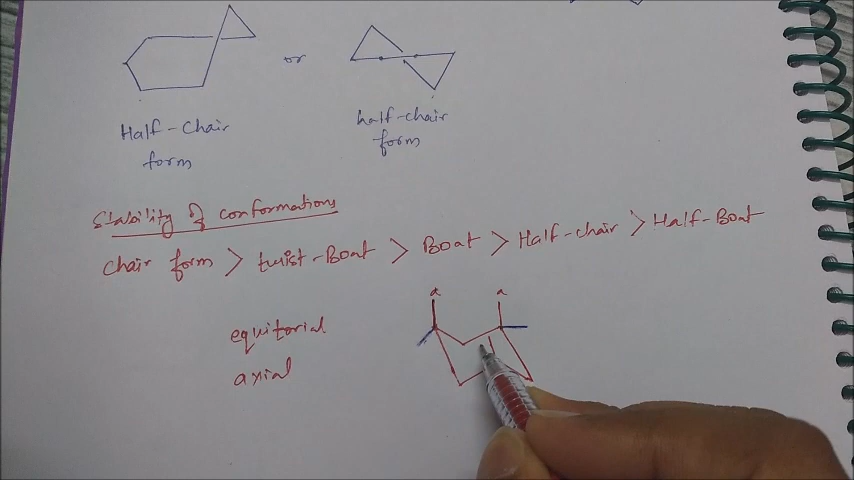 or
Half-Chair
form
half-chair
form
Stability of conformations
chair form > twist-Boat > Boat > Half-chair > Half-Boat
a a
equitorial
axial